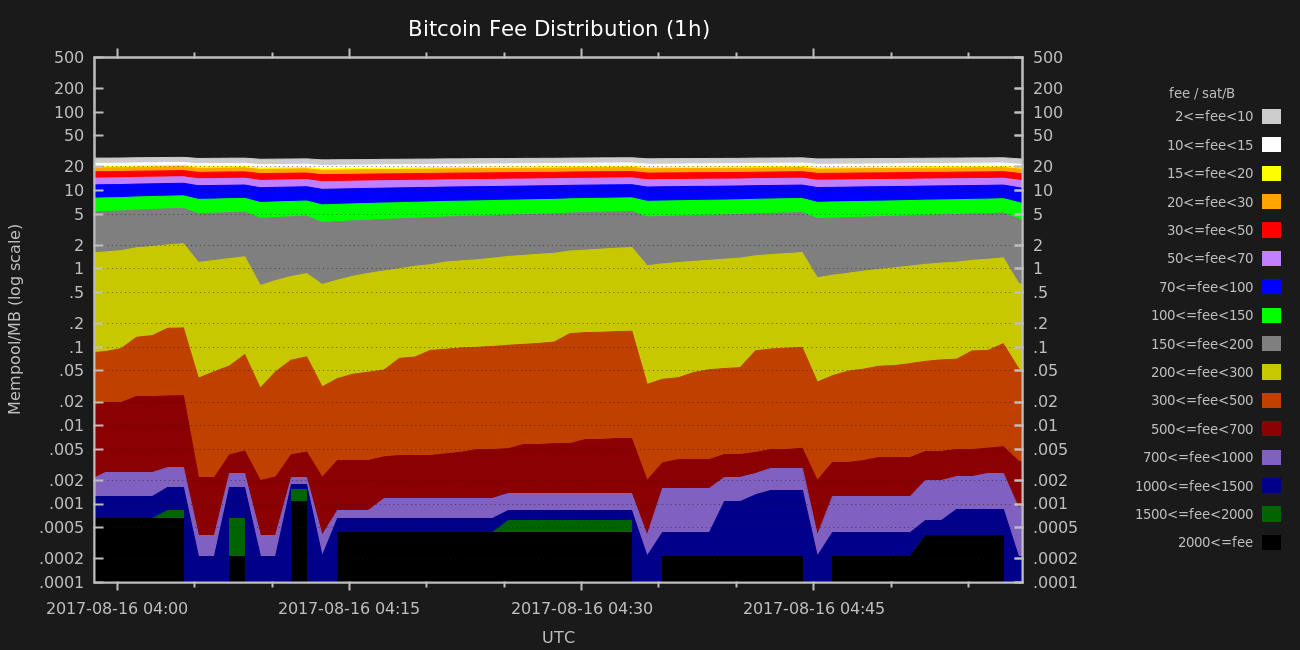 Bitcoin Fee Distribution (1h)
500
200
100
50
20
10
5
2
1
.5
.2
.1
.05
.02
.01
.005
.002
.001
.0005
.0002
.0001
Mempool/MB (log scale)
500
200
100
50
20
10
5
2
1
.5
.2
.1
.05
.02
.01
.005
.002
.001
.0005
.0002
.0001
2017-08-16 04:00
2017-08-16 04:15
2017-08-16 04:30
2017-08-16 04:45
UTC
fee / sat/B
2<=fee<10
10<=fee<15
15<=fee<20
20<=fee<30
30<=fee<50
50<=fee<70
70<=fee<100
100<=fee<150
150<=fee<200
200<=fee<300
300<=fee<500
500<=fee<700
700<=fee<1000
1000<=fee<1500
1500<=fee<2000
2000<=fee